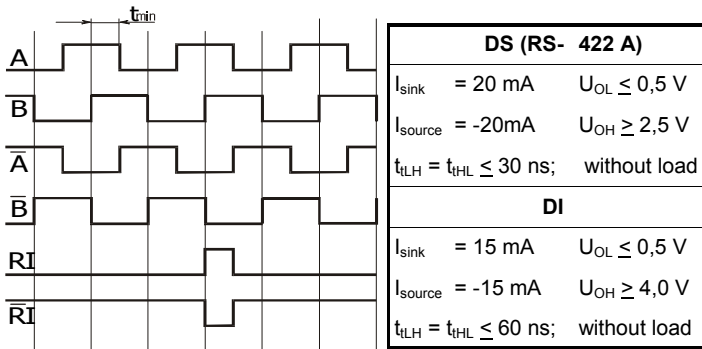 tmin
A
B
A̅
B̅
RI
R̅I̅
DS (RS- 422 A)
Isink = 20 mA UOL ≤ 0,5 V
Isource = -20mA UOH ≥ 2,5 V
ttLH = ttHL ≤ 30 ns; without load
DI
Isink = 15 mA UOL ≤ 0,5 V
Isource = -15 mA UOH ≥ 4,0 V
ttLH = ttHL ≤ 60 ns; without load